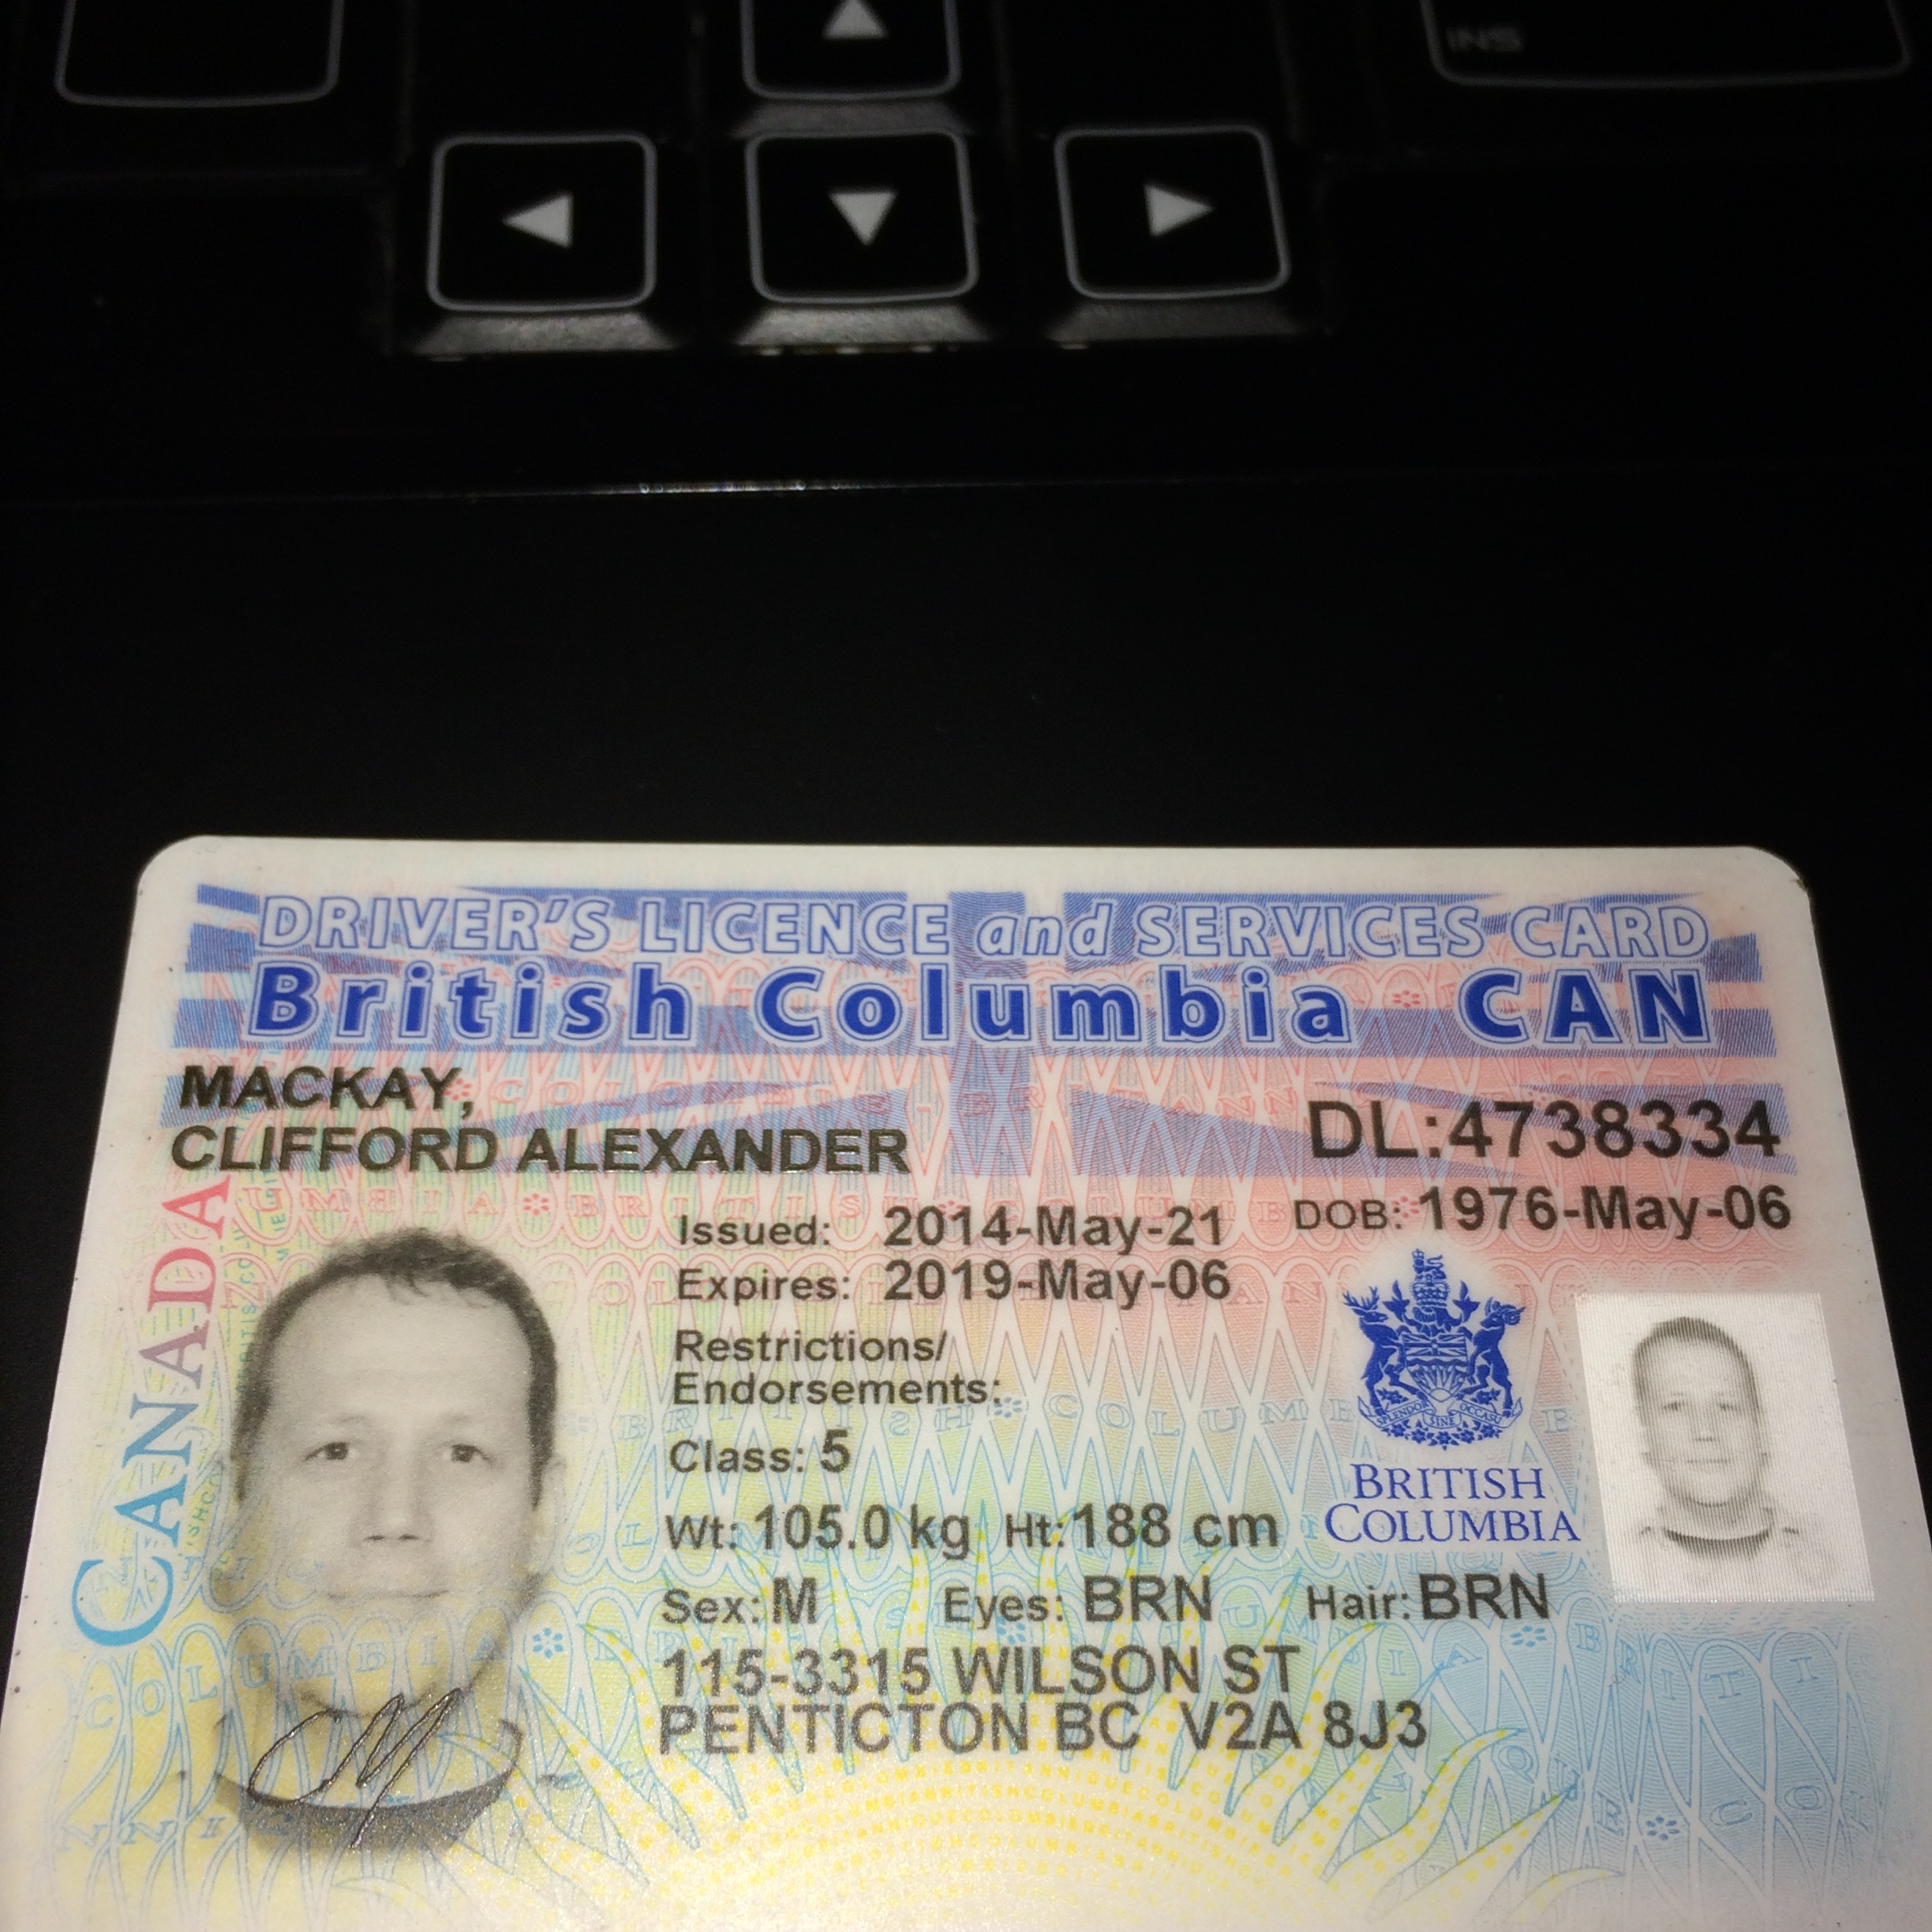 INS
DRIVER'S LICENCE and SERVICES CARD
British Columbia CAN
MACKAY,
CLIFFORD ALEXANDER
DL:4738334
Issued: 2014-May-21
DOB: 1976-May-06
Expires: 2019-May-06
Restrictions/
Endorsements:
Class: 5
Wt: 105.0 kg Ht: 188 cm
Sex: M Eyes: BRN Hair: BRN
115-3315 WILSON ST
PENTICTON BC V2A 8J3
CANADA
SPLENDOR SINE OCCASU
BRITISH
COLUMBIA